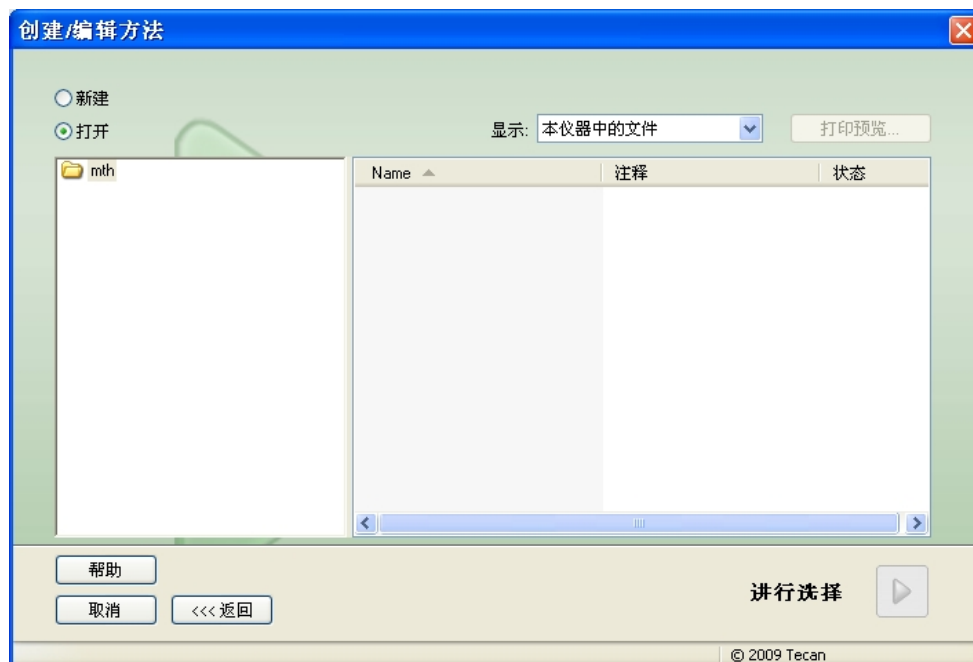 创建/编辑方法
新建
打开
显示: 本仪器中的文件
打印预览...
mth
Name 注释 状态
帮助
取消 <<< 返回
进行选择
© 2009 Tecan